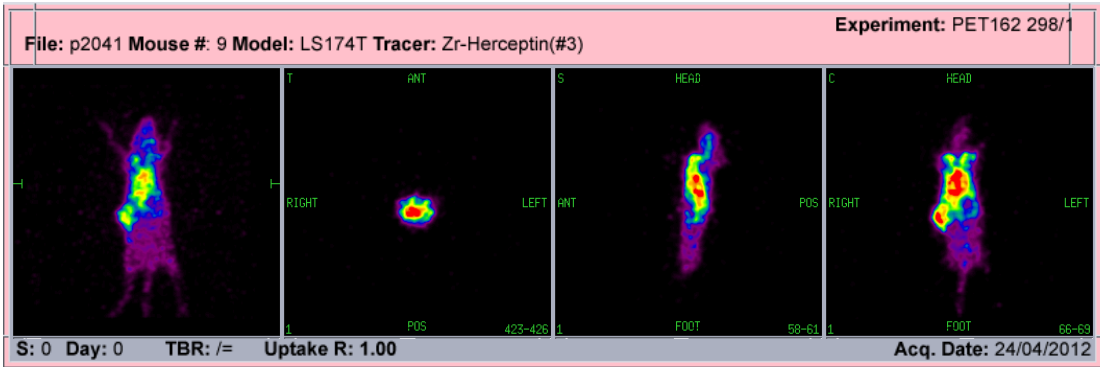 Experiment: PET162 298/1
File: p2041 Mouse #: 9 Model: LS174T Tracer: Zr-Herceptin(#3)
T ANT S HEAD C HEAD
RIGHT LEFT ANT POS RIGHT LEFT
1 POS 423-426 1 FOOT 58-61 1 FOOT 66-69
S: 0 Day: 0 TBR: /= Uptake R: 1.00 Acq. Date: 24/04/2012